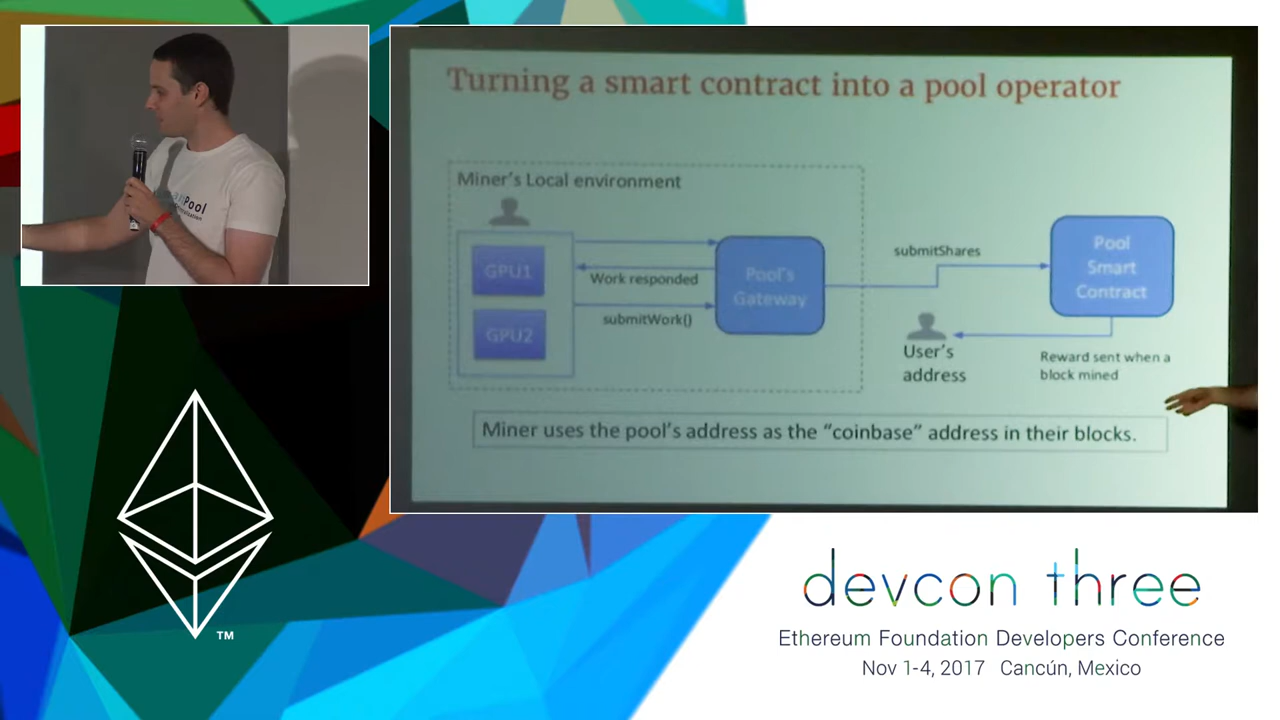 Pool
Turning a smart contract into a pool operator
Miner's Local environment
GPU1
GPU2
Work responded
submitWork()
Pool's
Gateway
submitShares
Pool
Smart
Contract
User's
address
Reward sent when a
block mined
Miner uses the pool's address as the “coinbase” address in their blocks.
TM
devcon three
Ethereum Foundation Developers Conference
Nov 1-4, 2017 Cancún, Mexico